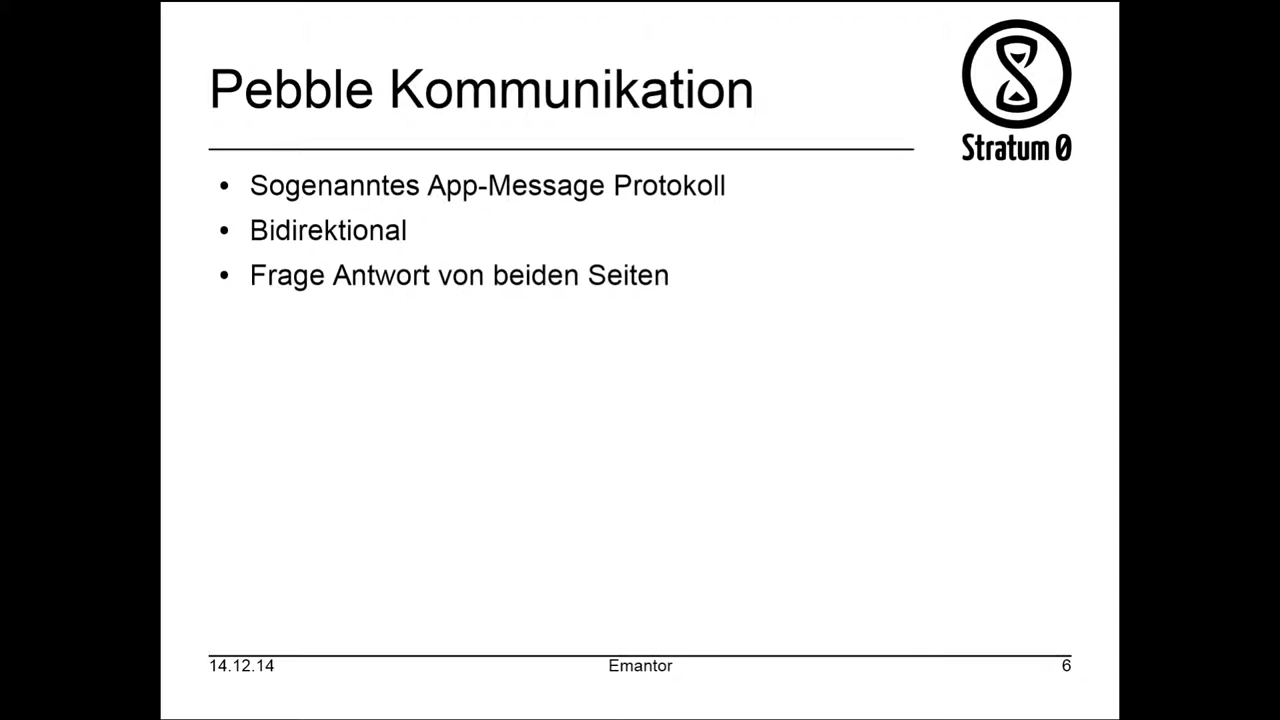 Pebble Kommunikation
Stratum 0
• Sogenanntes App-Message Protokoll
• Bidirektional
• Frage Antwort von beiden Seiten
14.12.14
Emantor
6